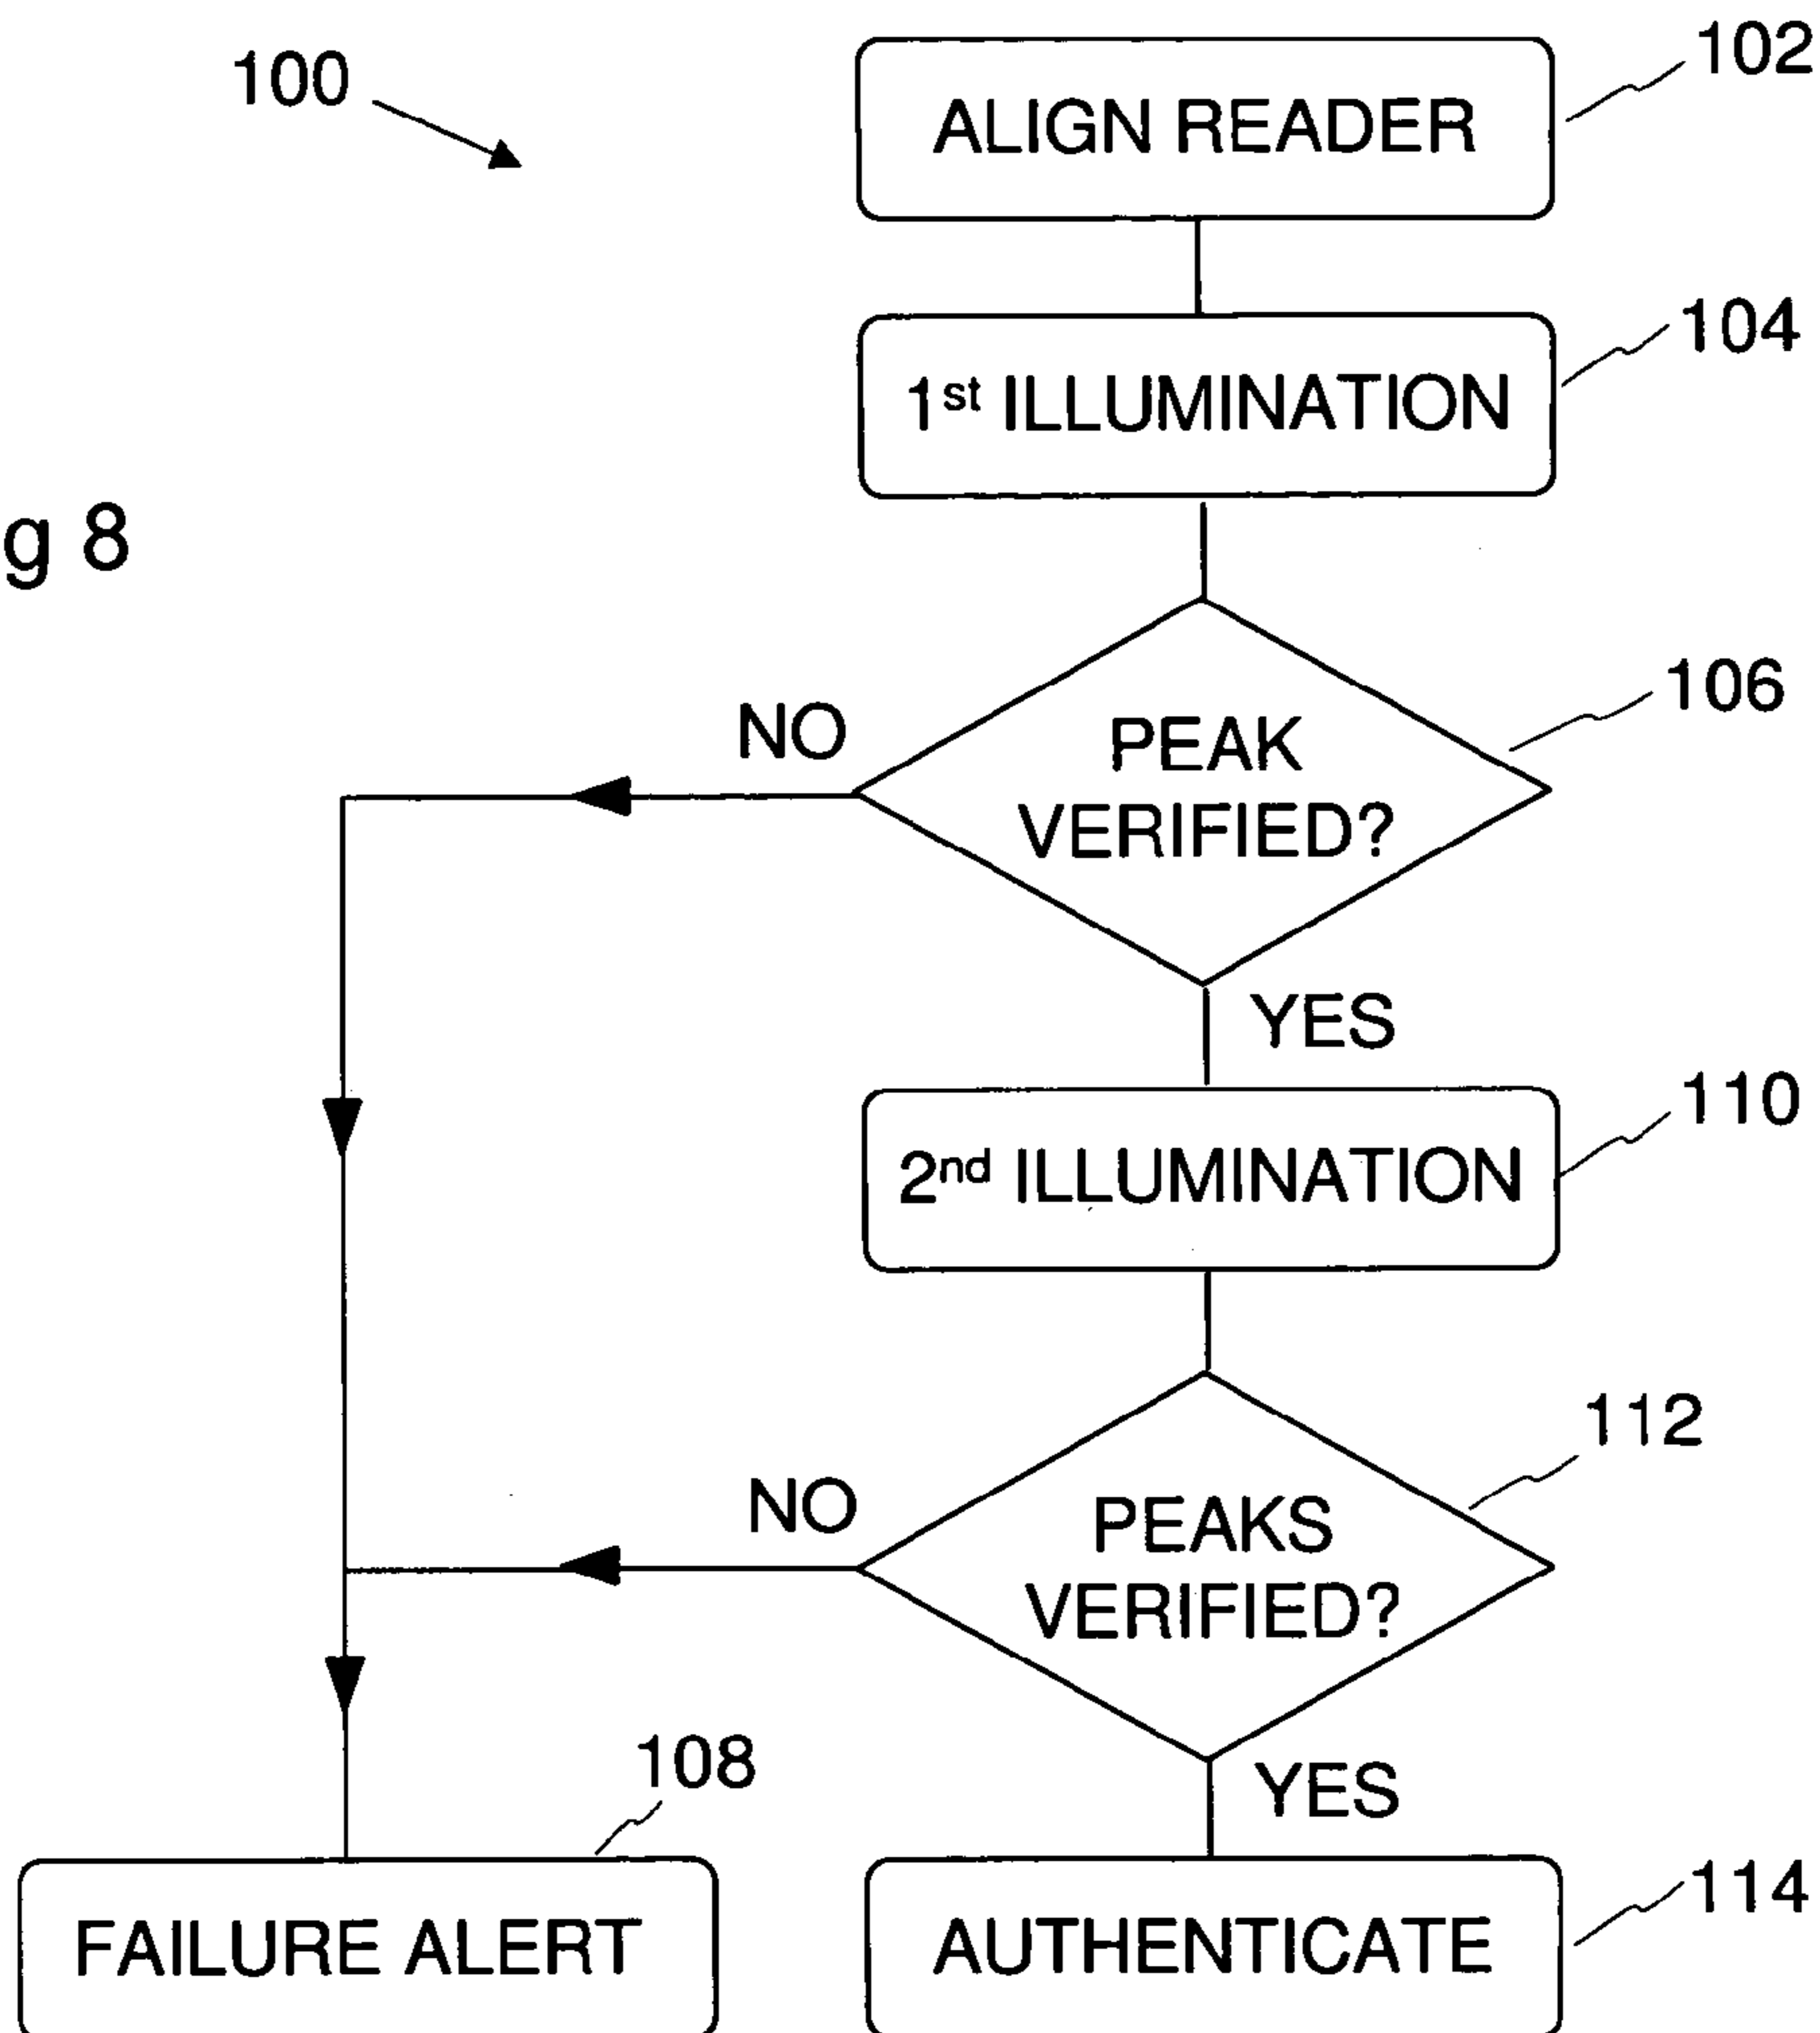 100
102
ALIGN READER
104
1st ILLUMINATION
g 8
106
NO
PEAK
VERIFIED?
YES
110
2nd ILLUMINATION
112
NO
PEAKS
VERIFIED?
108
YES
114
FAILURE ALERT
AUTHENTICATE